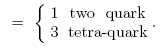 = { 1 two quark
3 tetra-quark .